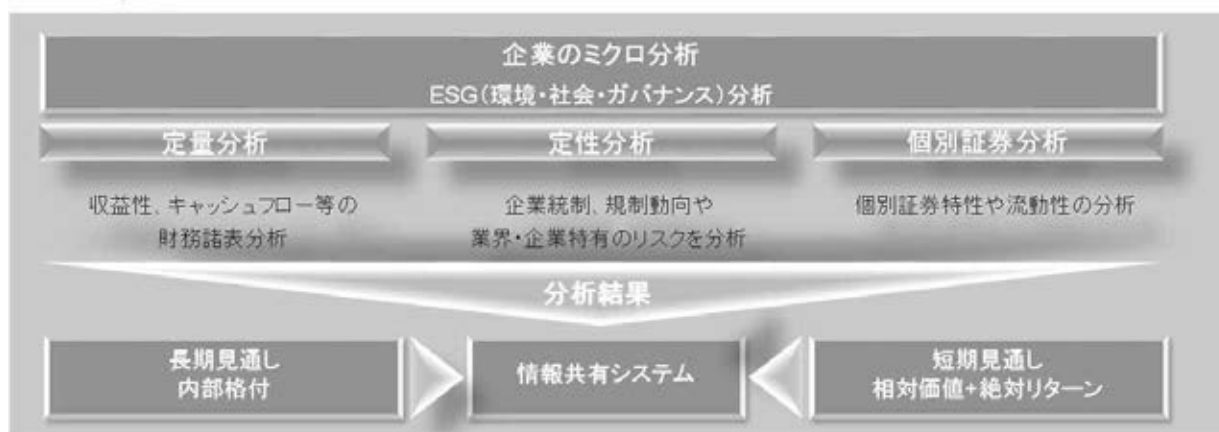 企業のミクロ分析
ESG(環境・社会・ガバナンス)分析
定量分析
収益性、キャッシュフロー等の
財務諸表分析
定性分析
企業統制、規制動向や
業界・企業特有のリスクを分析
個別証券分析
個別証券特性や流動性の分析
分析結果
長期見通し
内部格付
情報共有システム
短期見通し
相対価値+絶対リターン